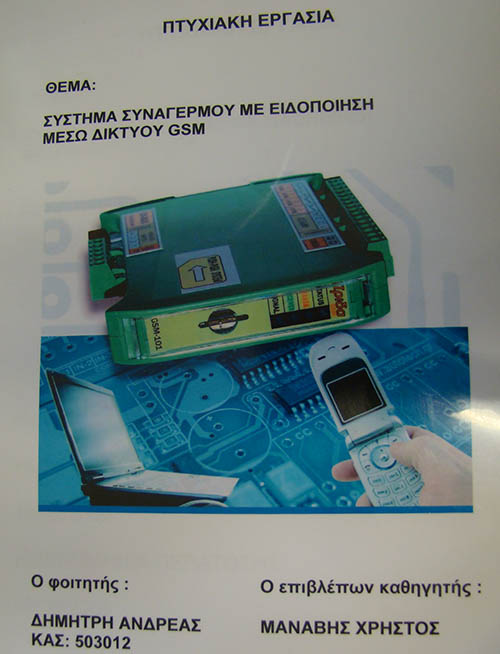 ΠΤΥΧΙΑΚΗ ΕΡΓΑΣΙΑ
ΘΕΜΑ:
ΣΥΣΤΗΜΑ ΣΥΝΑΓΕΡΜΟΥ ΜΕ ΕΙΔΟΠΟΙΗΣΗ
ΜΕΣΩ ΔΙΚΤΥΟΥ GSM
GSM-101
Ο φοιτητής :
Ο επιβλέπων καθηγητής :
ΔΗΜΗΤΡΗ ΑΝΔΡΕΑΣ
ΜΑΝΑΒΗΣ ΧΡΗΣΤΟΣ
ΚΑΣ: 503012